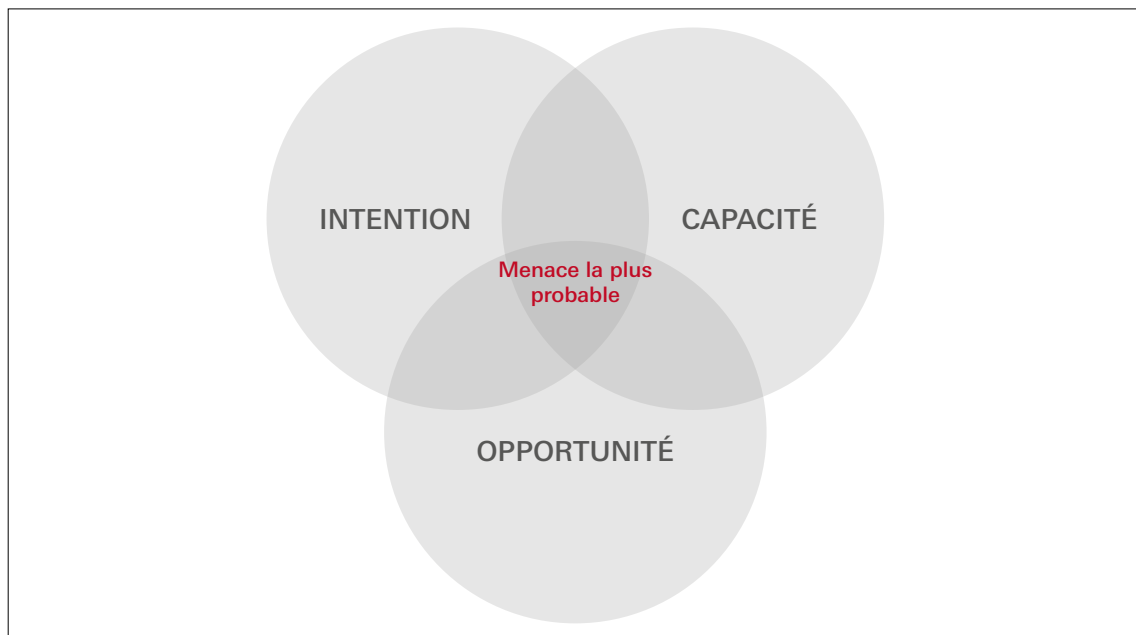 INTENTION
CAPACITÉ
Menace la plus
probable
OPPORTUNITÉ